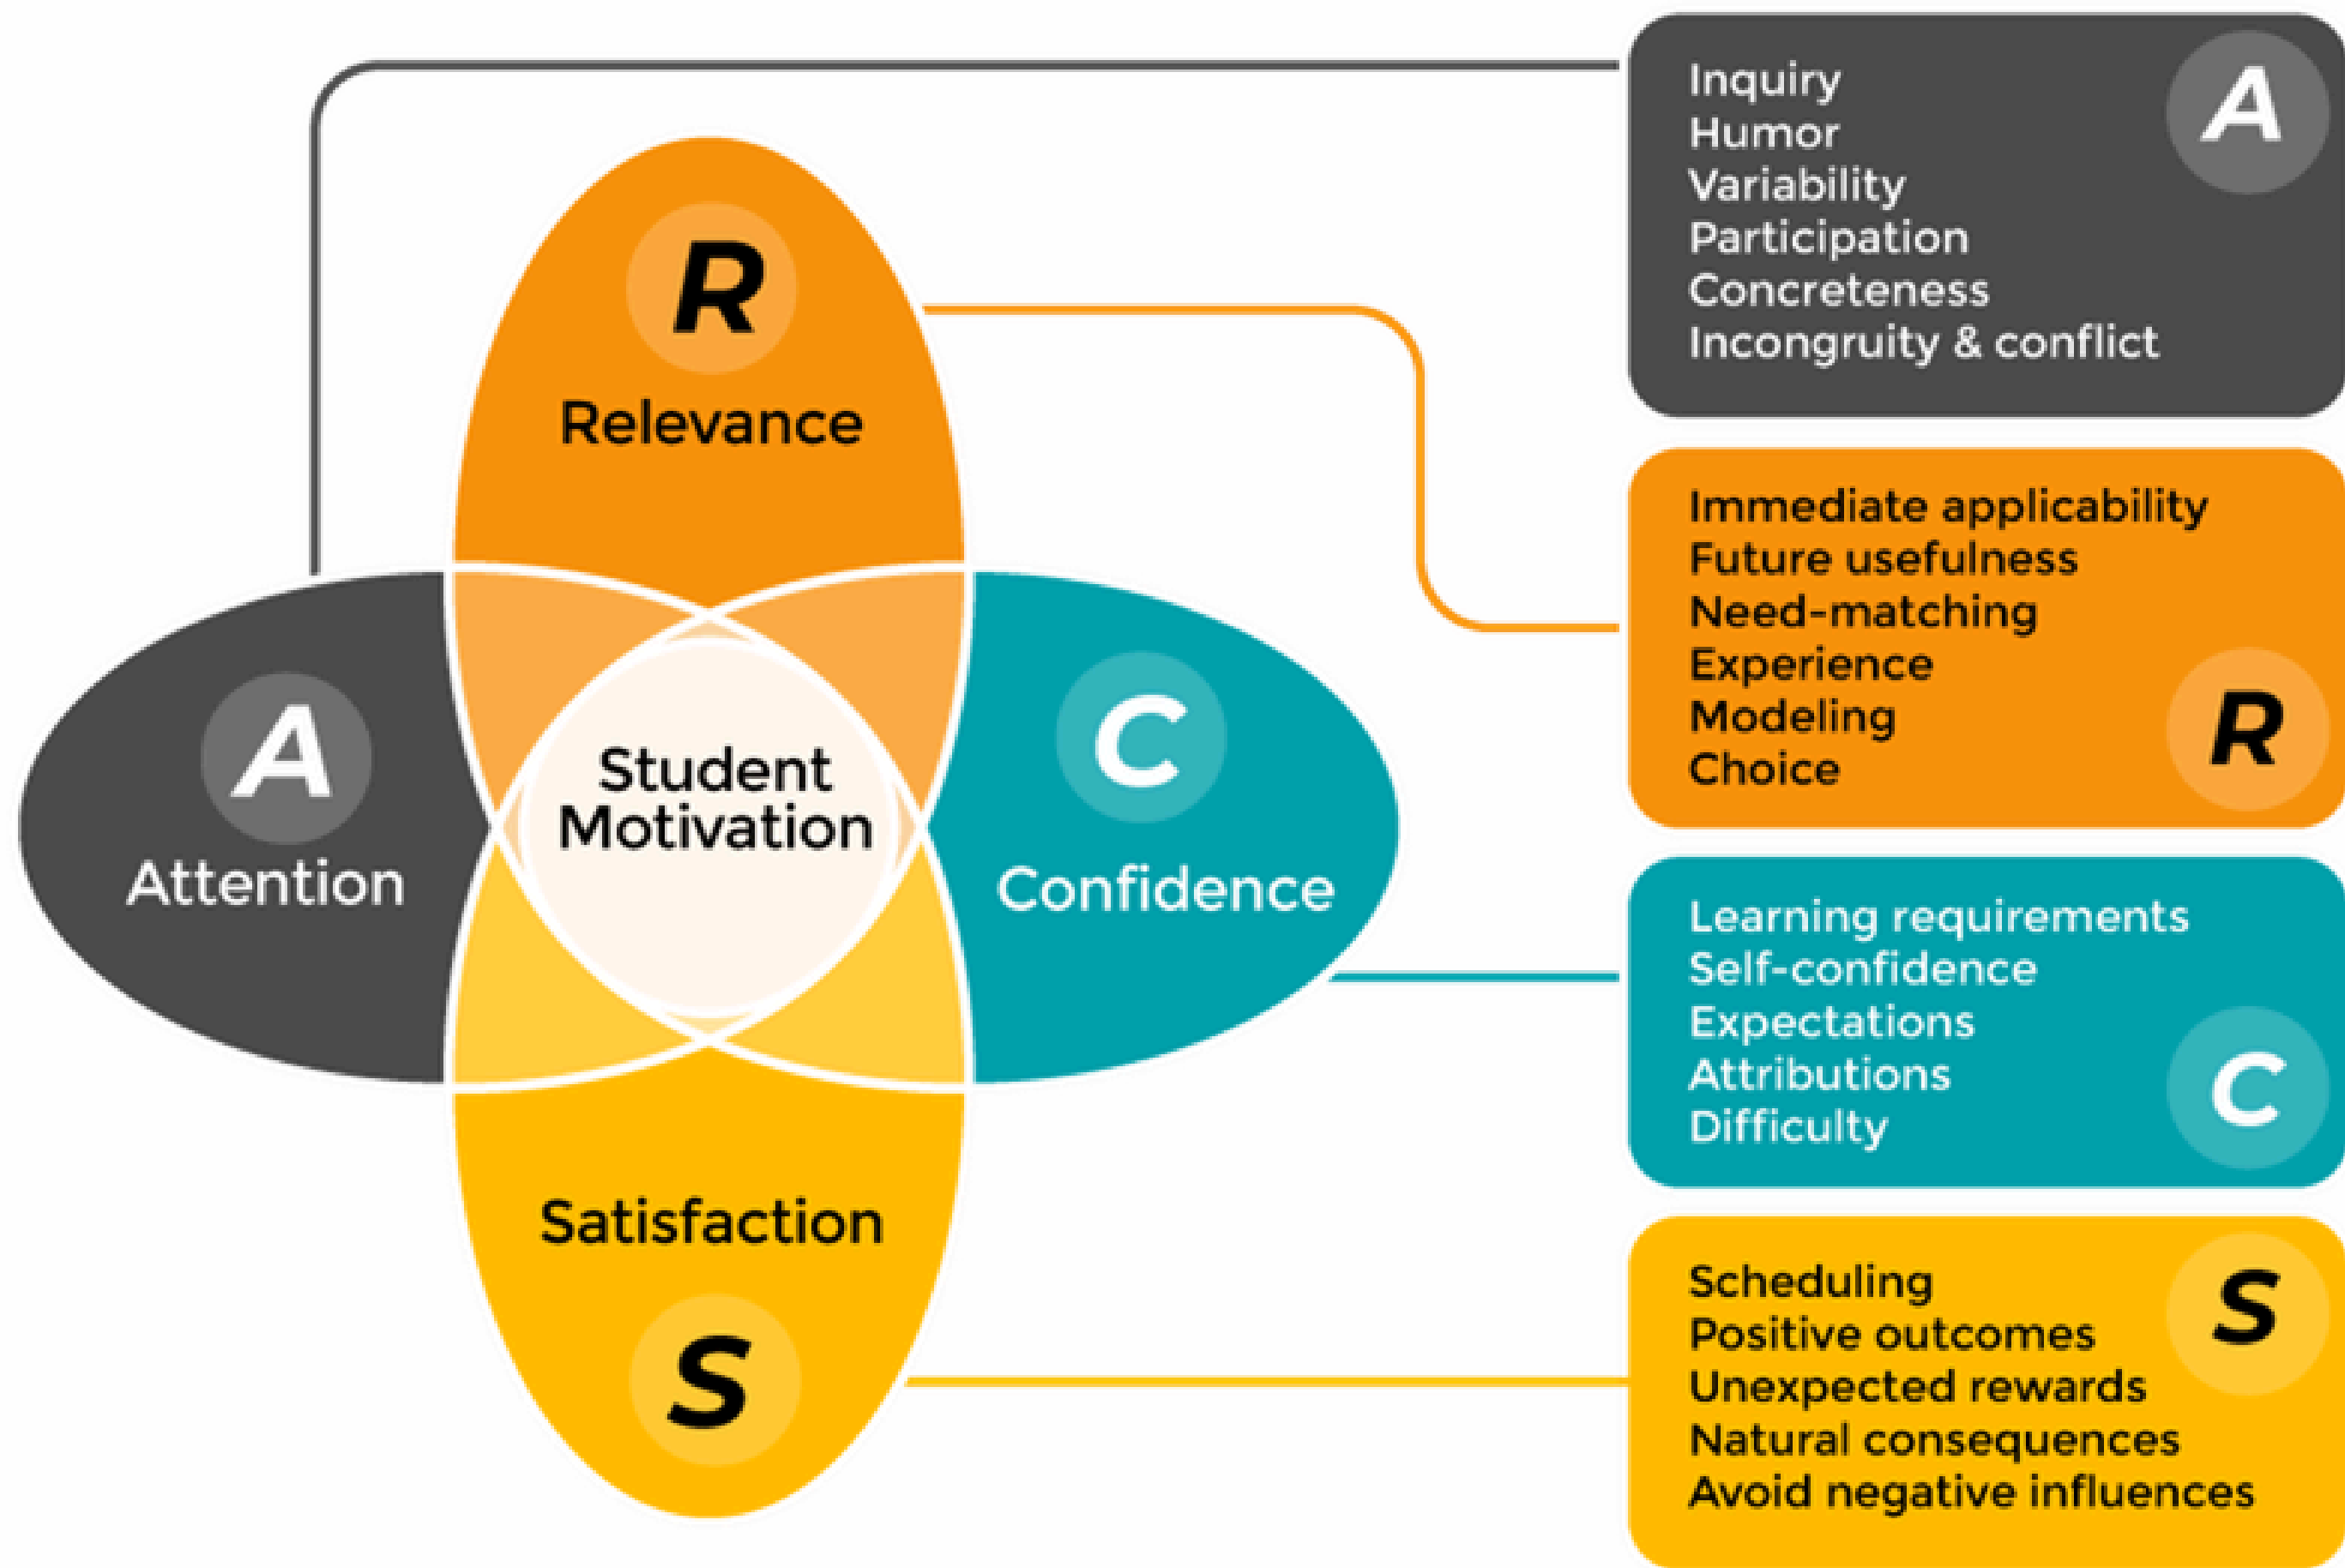 R
Relevance
A
Attention
Student
Motivation
C
Confidence
Satisfaction
S
A
Inquiry
Humor
Variability
Participation
Concreteness
Incongruity & conflict
Immediate applicability
Future usefulness
Need-matching
Experience
Modeling
Choice
R
Learning requirements
Self-confidence
Expectations
Attributions
Difficulty
C
Scheduling
Positive outcomes
Unexpected rewards
Natural consequences
Avoid negative influences
S